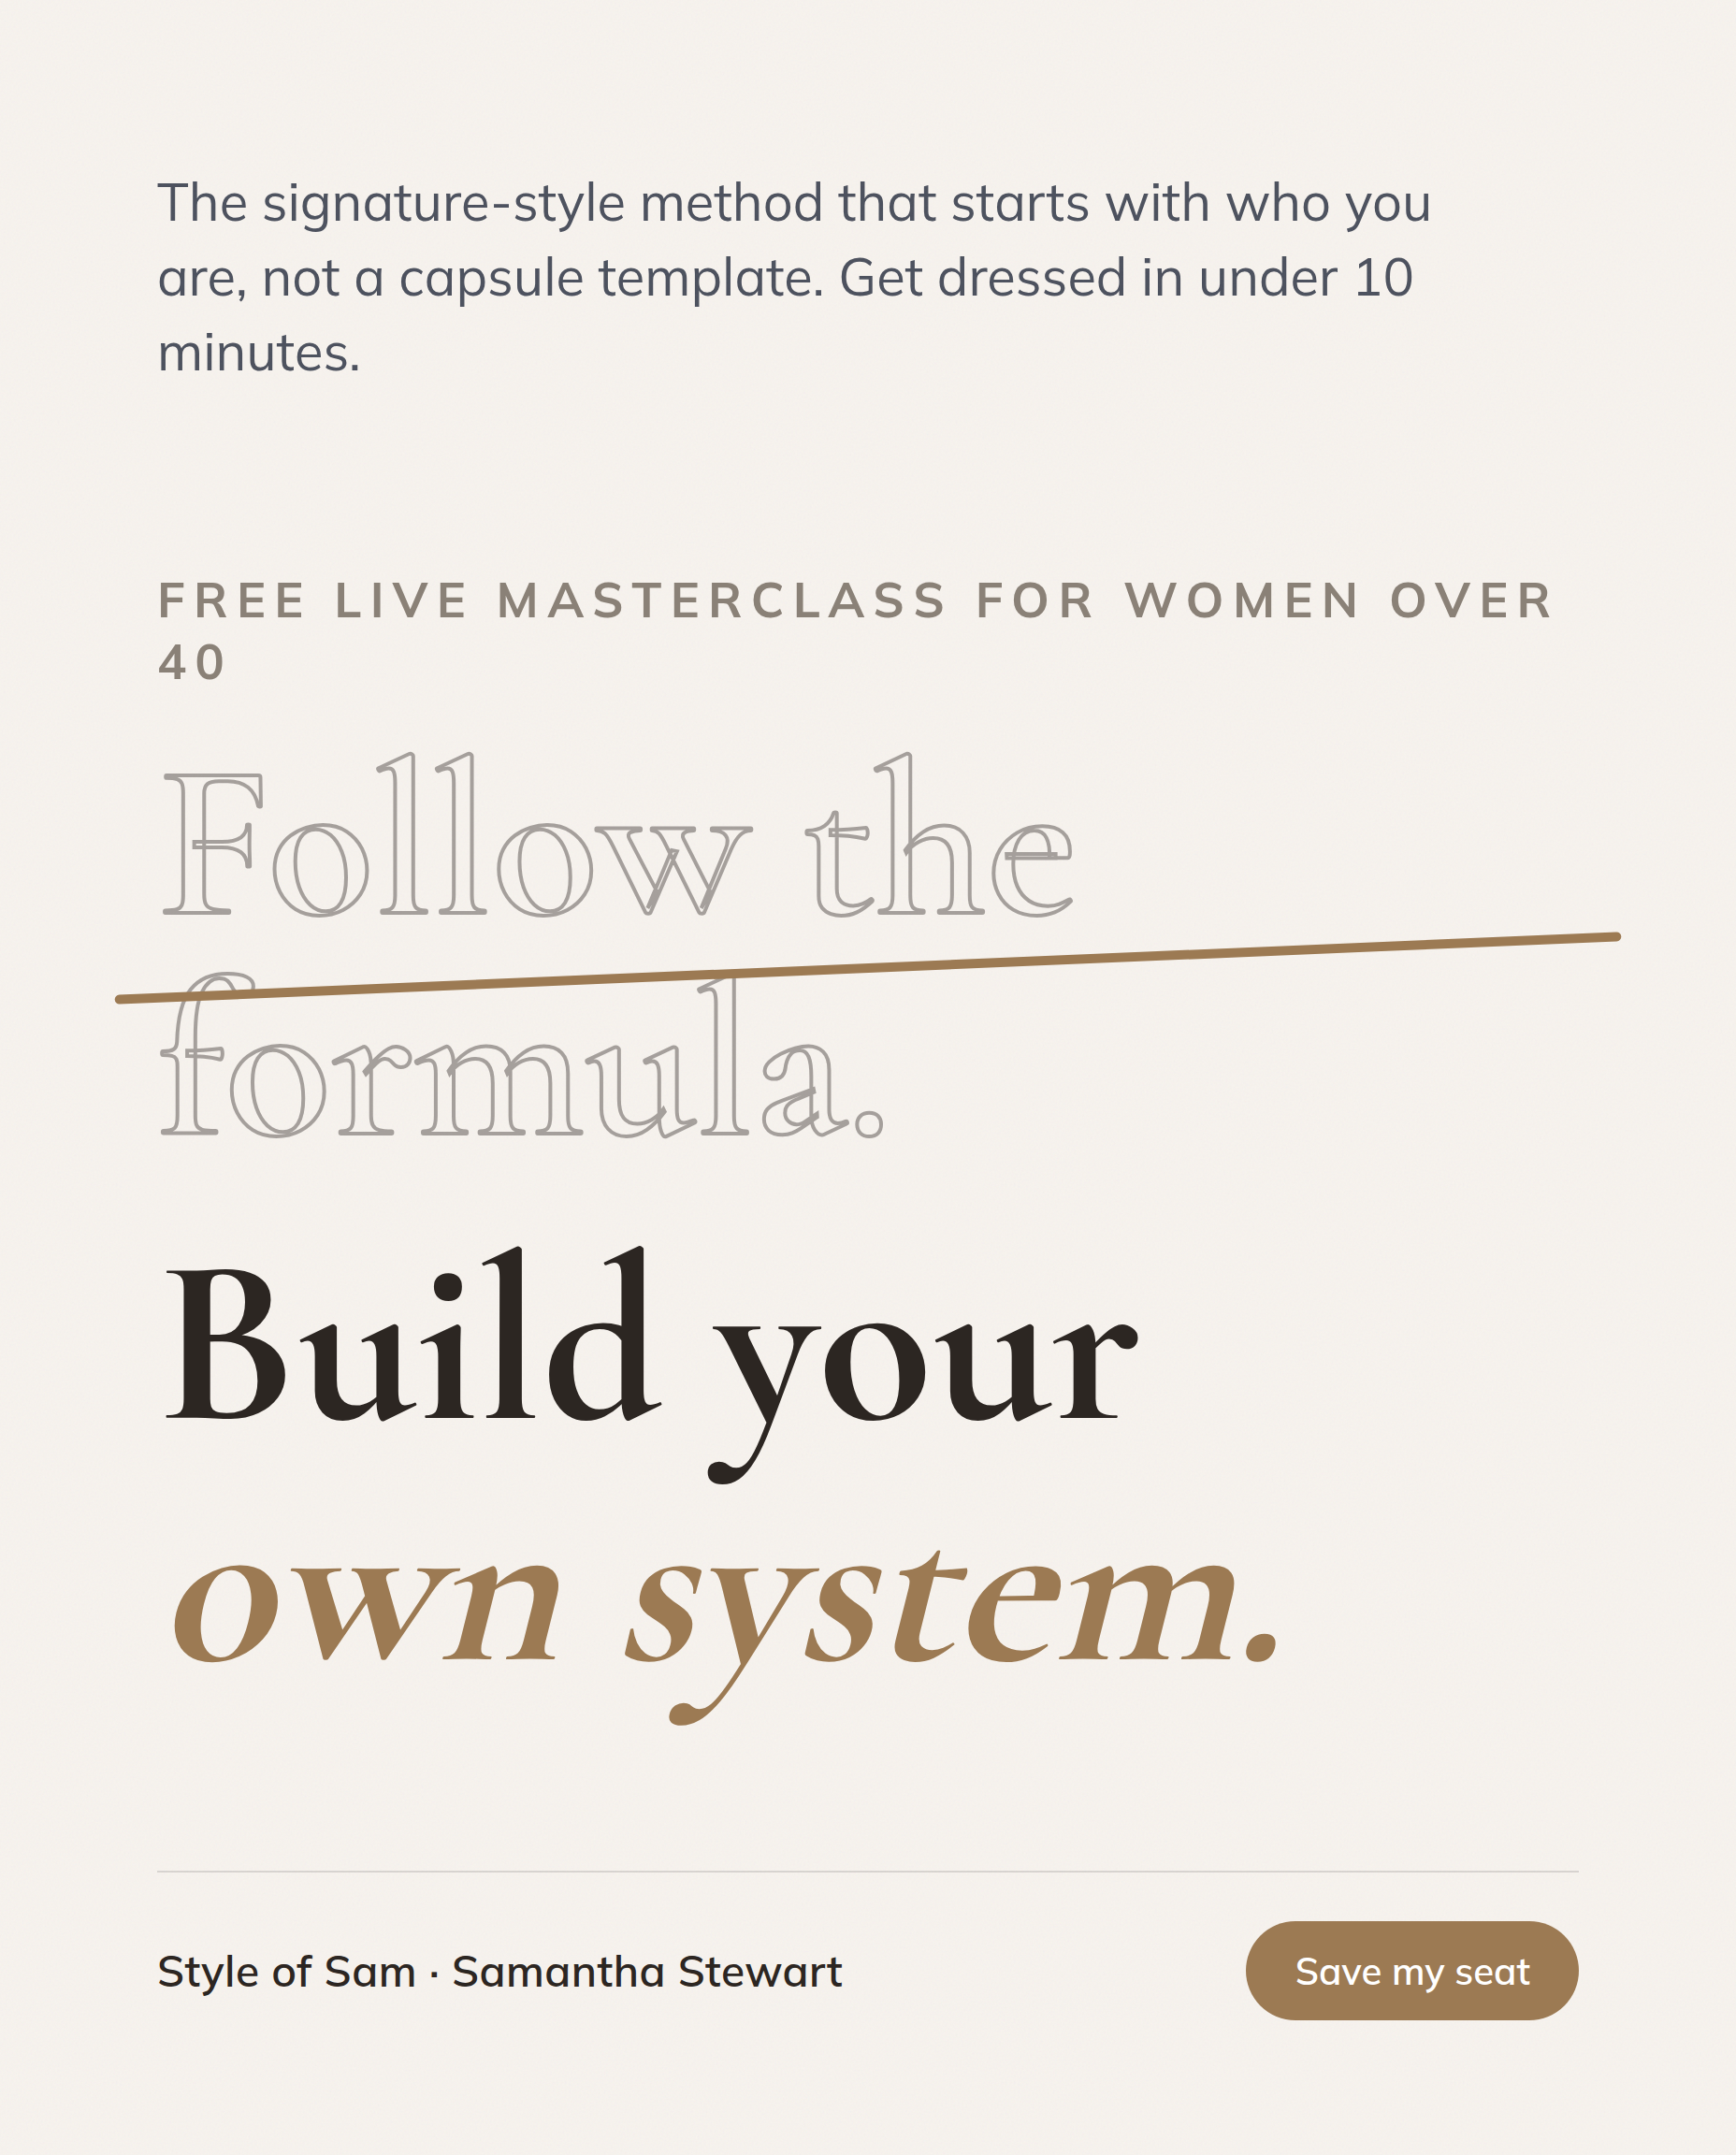 The signature-style method that starts with who you
are, not a capsule template. Get dressed in under 10
minutes.
FREE LIVE MASTERCLASS FOR WOMEN OVER
40
Follow the
formula.
Build your
own system.
Style of Sam · Samantha Stewart
Save my seat